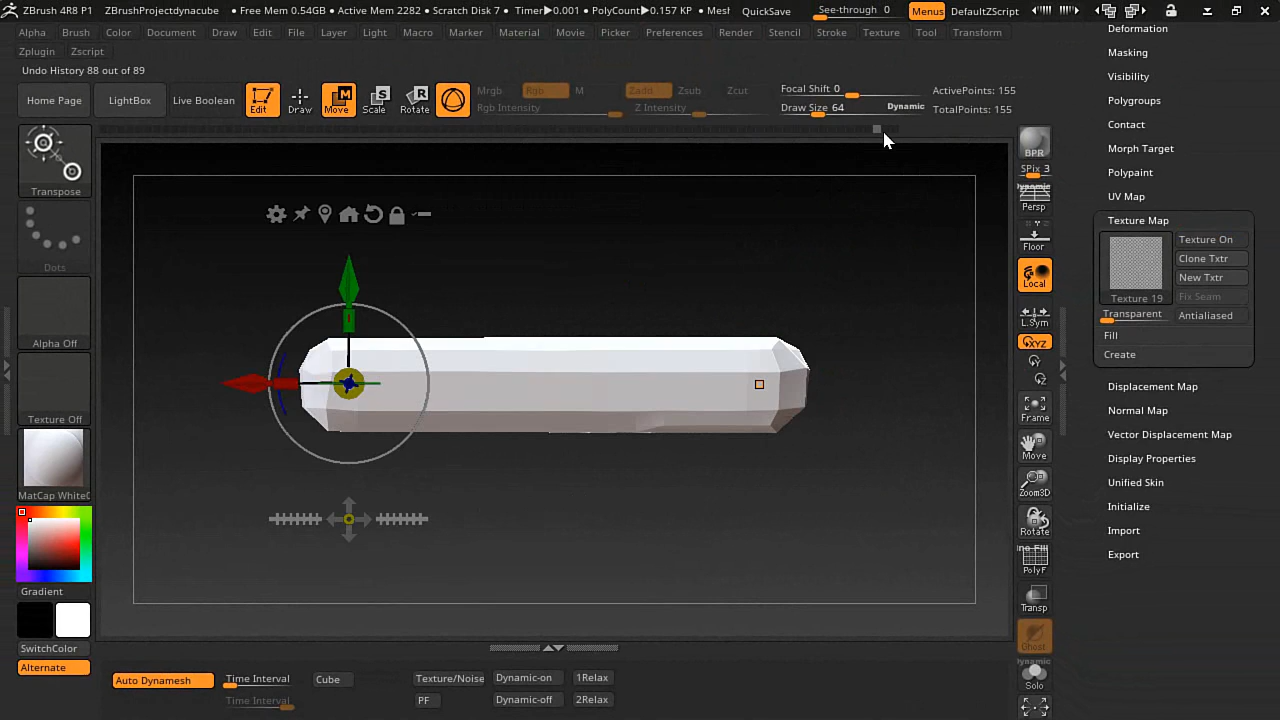 ZBrush 4R8 P1 ZBrushProjectdynacube • Free Mem 0.54GB • Active Mem 2282 • Scratch Disk 7 • Timer▶0.001 • PolyCount▶0.157 KP • Mesh QuickSave See-through 0 Menus DefaultZScript
Alpha Brush Color Document Draw Edit File Layer Light Macro Marker Material Movie Picker Preferences Render Stencil Stroke Texture Tool Transform
Zplugin Zscript
Undo History 88 out of 89
Home Page LightBox Live Boolean Edit Draw Move Scale Rotate
Mrgb Rgb M Zadd Zsub Zcut
Rgb Intensity Z Intensity
Focal Shift 0 ActivePoints: 155
Draw Size 64 Dynamic TotalPoints: 155
Transpose
Dots
Alpha Off
Texture Off
MatCap WhiteC
Gradient
SwitchColor
Alternate
BPR
SPix 3
Dynamic
Persp
Floor
Local
L.Sym
XYZ
Y
Z
Frame
Move
Zoom3D
Rotate
PolyF
Transp
Ghost
Dynamic
Solo
Deformation
Masking
Visibility
Polygroups
Contact
Morph Target
Polypaint
UV Map
Texture Map
Texture On
Clone Txtr
New Txtr
Texture 19 Fix Seam
Transparent Antialiased
Fill
Create
Displacement Map
Normal Map
Vector Displacement Map
Display Properties
Unified Skin
Initialize
Import
Export
Auto Dynamesh Time Interval Cube Texture/Noise Dynamic-on 1Relax
Time Interval PF Dynamic-off 2Relax